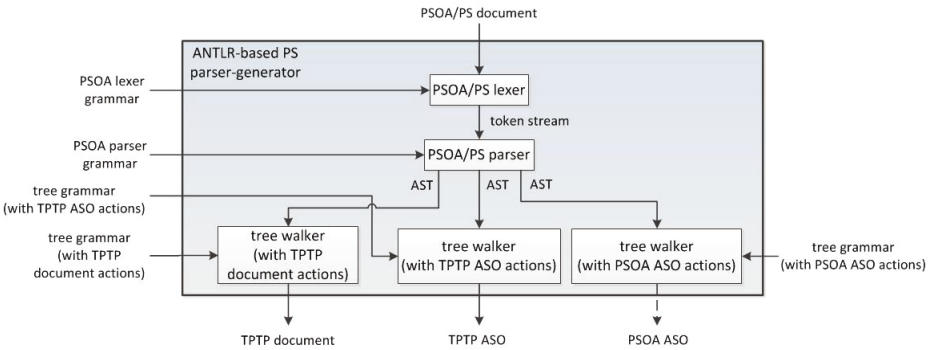 PSOA/PS document
ANTLR-based PS
parser-generator
PSOA lexer
grammar
PSOA/PS lexer
token stream
PSOA parser
grammar
PSOA/PS parser
AST
AST
AST
tree grammar
(with TPTP ASO actions)
tree grammar
(with TPTP
document actions)
tree walker
(with TPTP
document actions)
tree walker
(with TPTP ASO actions)
tree walker
(with PSOA ASO actions)
tree grammar
(with PSOA ASO actions)
TPTP document
TPTP ASO
PSOA ASO